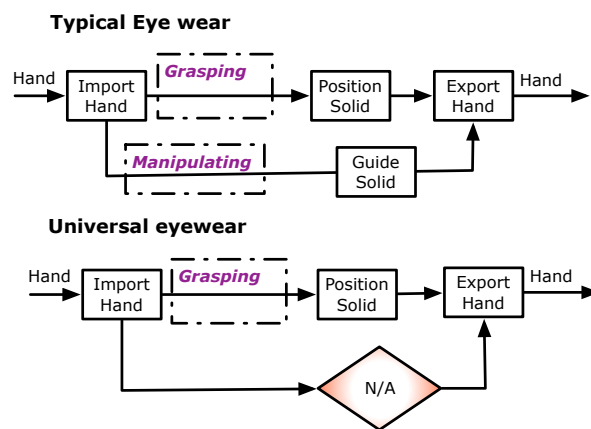 Typical Eye wear
Hand
Import
Hand
Grasping
Position
Solid
Export
Hand
Hand
Manipulating
Guide
Solid
Universal eyewear
Hand
Import
Hand
Grasping
Position
Solid
Export
Hand
Hand
N/A